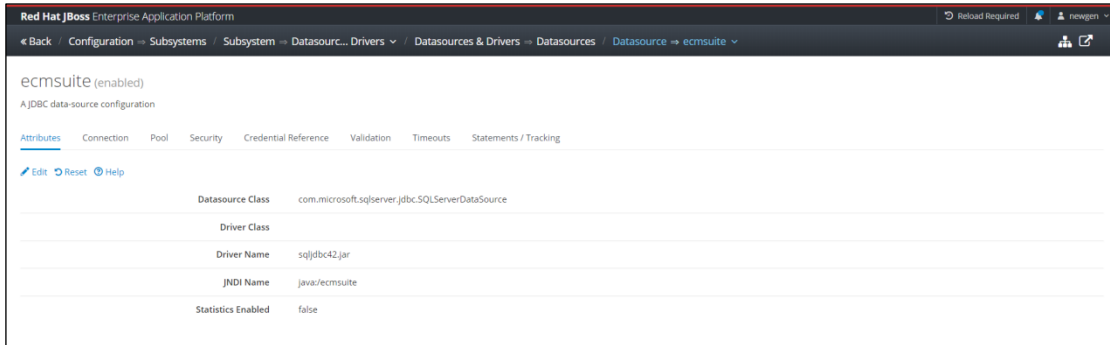 Red Hat JBoss Enterprise Application Platform Reload Required newgen
« Back / Configuration ⇒ Subsystems / Subsystem ⇒ Datasourc... Drivers / Datasources & Drivers ⇒ Datasources / Datasource ⇒ ecmsuite
ecmsuite (enabled)
A JDBC data-source configuration
Attributes Connection Pool Security Credential Reference Validation Timeouts Statements / Tracking
Edit Reset Help
Datasource Class com.microsoft.sqlserver.jdbc.SQLServerDataSource
Driver Class
Driver Name sqljdbc42.jar
JNDI Name java:/ecmsuite
Statistics Enabled false